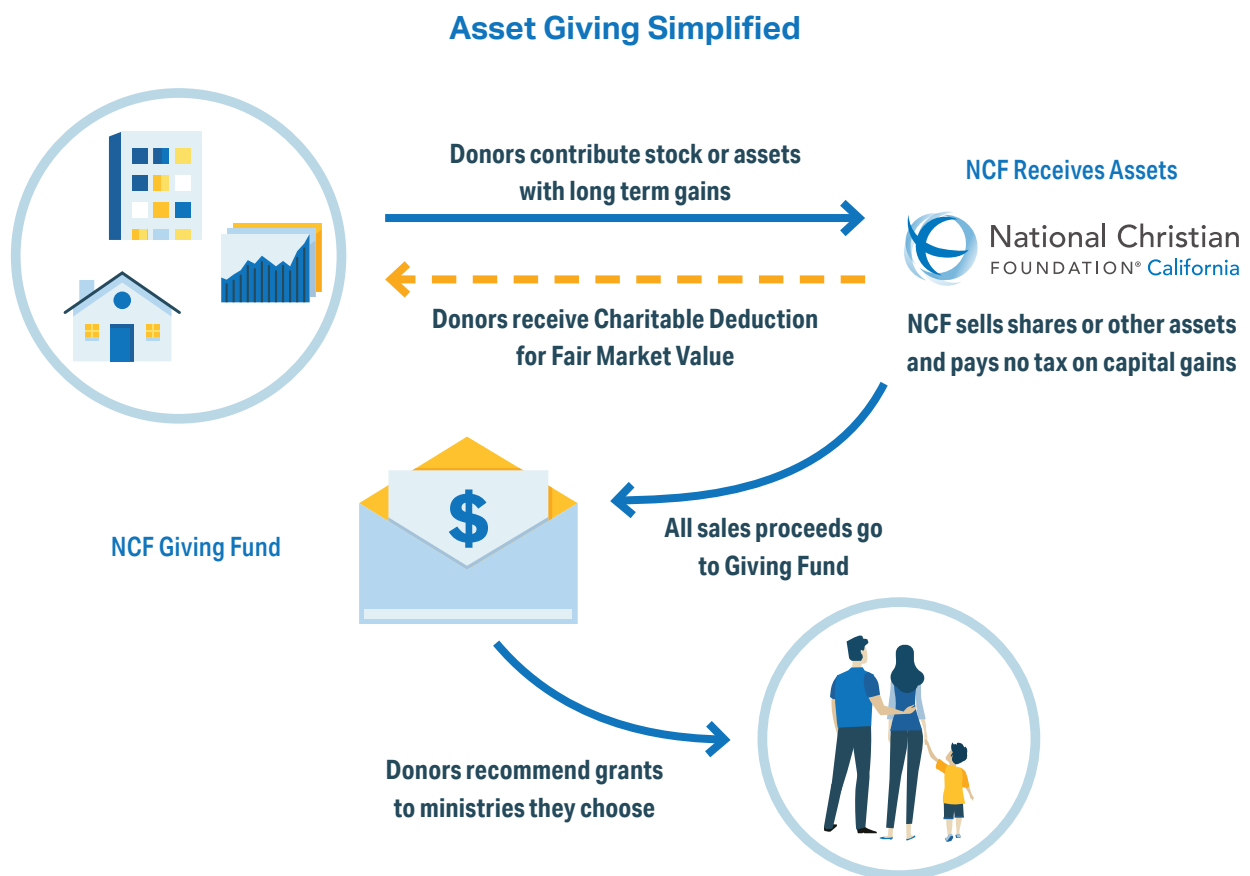 Asset Giving Simplified
Donors contribute stock or assets
with long term gains
NCF Receives Assets
National Christian
FOUNDATION® California
Donors receive Charitable Deduction
for Fair Market Value
NCF sells shares or other assets
and pays no tax on capital gains
$
NCF Giving Fund
All sales proceeds go
to Giving Fund
Donors recommend grants
to ministries they choose